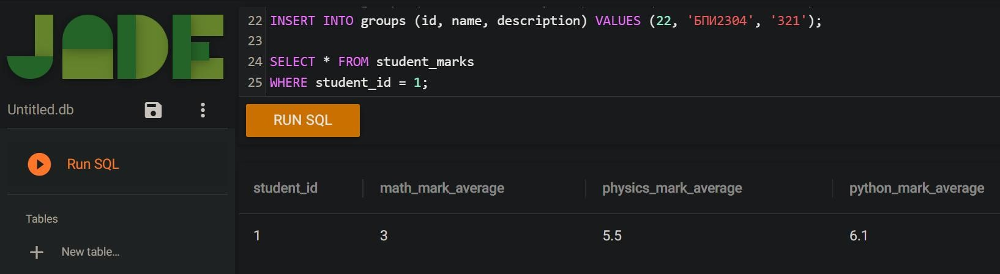 JADE
22 INSERT INTO groups (id, name, description) VALUES (22, 'БПИ2304', '321');
23
24 SELECT * FROM student_marks
25 WHERE student_id = 1;
Untitled.db
RUN SQL
Run SQL
student_id math_mark_average physics_mark_average python_mark_average
Tables
1 3 5.5 6.1
New table...